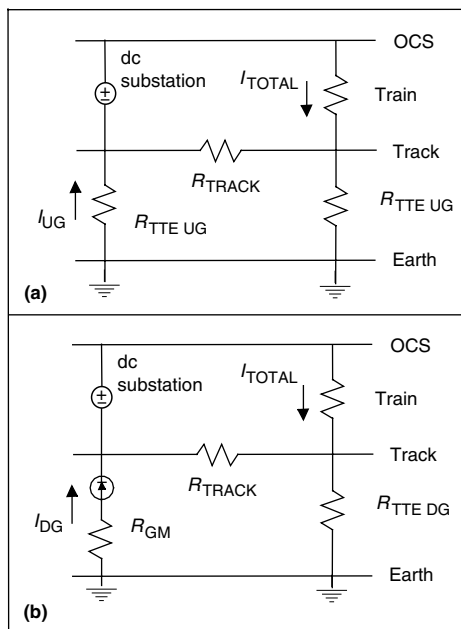 OCS
dc
substation
I_TOTAL
Train
Track
R_TRACK
I_UG
R_TTE UG
R_TTE UG
Earth
(a)
OCS
dc
substation
I_TOTAL
Train
Track
R_TRACK
I_DG
R_GM
R_TTE DG
Earth
(b)